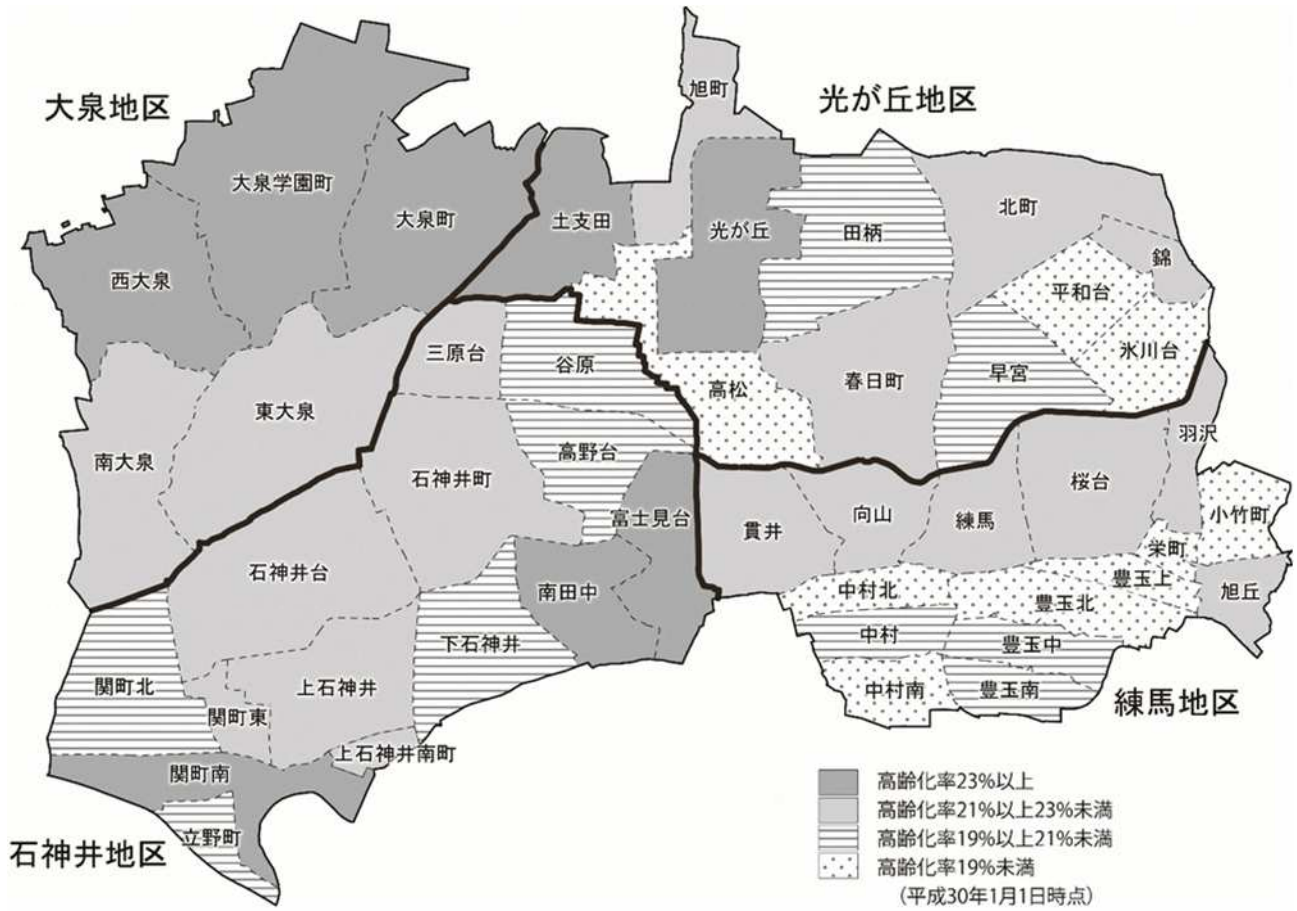 旭町
光が丘地区
大泉地区
大泉学園町
大泉町
土支田
光が丘
田柄
北町
錦
西大泉
平和台
三原台
谷原
氷川台
高松
春日町
早宮
東大泉
南大泉
高野台
羽沢
石神井町
桜台
富士見台
貫井
向山
練馬
小竹町
栄町
石神井台
南田中
中村北
豊玉上
豊玉北
旭丘
下石神井
中村
豊玉中
関町北
上石神井
中村南
豊玉南
関町東
練馬地区
上石神井南町
関町南
立野町
石神井地区
高齢化率23%以上
高齢化率21%以上23%未満
高齢化率19%以上21%未満
高齢化率19%未満
(平成30年1月1日時点)